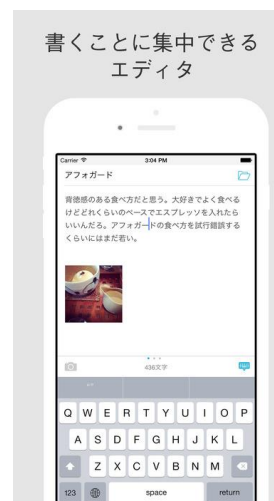 書くことに集中できる
エディタ
Carrier 3:04 PM
アフォガード
背徳感のある食べ方だと思う。大好きでよく食べる
けどどれくらいのペースでエスプレッソを入れたら
いいんだろ。アフォガードの食べ方を試行錯誤する
くらいにはまだ若い。
436文字
Q W E R T Y U I O P
A S D F G H J K L
Z X C V B N M
123 space return